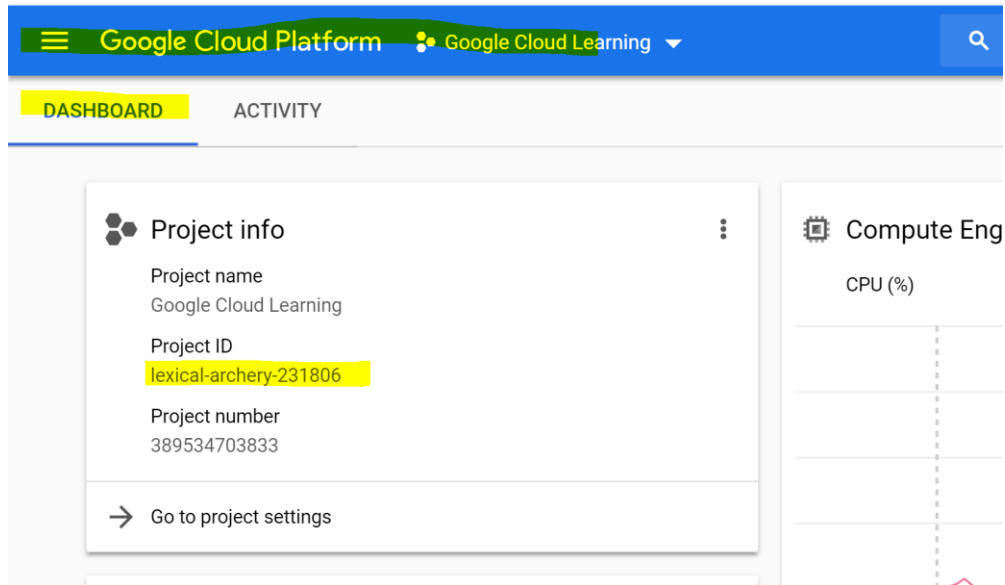 Google Cloud Platform Google Cloud Learning
DASHBOARD ACTIVITY
Project info
Project name
Google Cloud Learning
Project ID
lexical-archery-231806
Project number
389534703833
Go to project settings
Compute Eng
CPU (%)